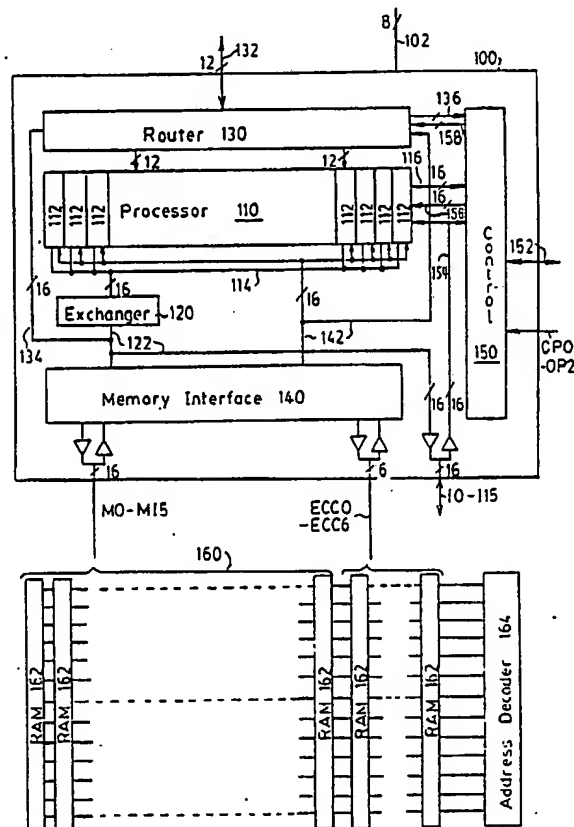 8
102
132
12
100
Router 130
136
158
12
12
116
16
112
112
112
Processor 110
112
112
112
112
16
156
154
Control
150
152
16
16
114
16
Exchanger
120
134
122
142
CPO
-OP2
Memory Interface 140
16
16
16
6
16
IO-I15
MO-MI5
ECC0
-ECC6
160
RAM 162
RAM 162
RAM 162
RAM 162
RAM 162
Address Decoder 164